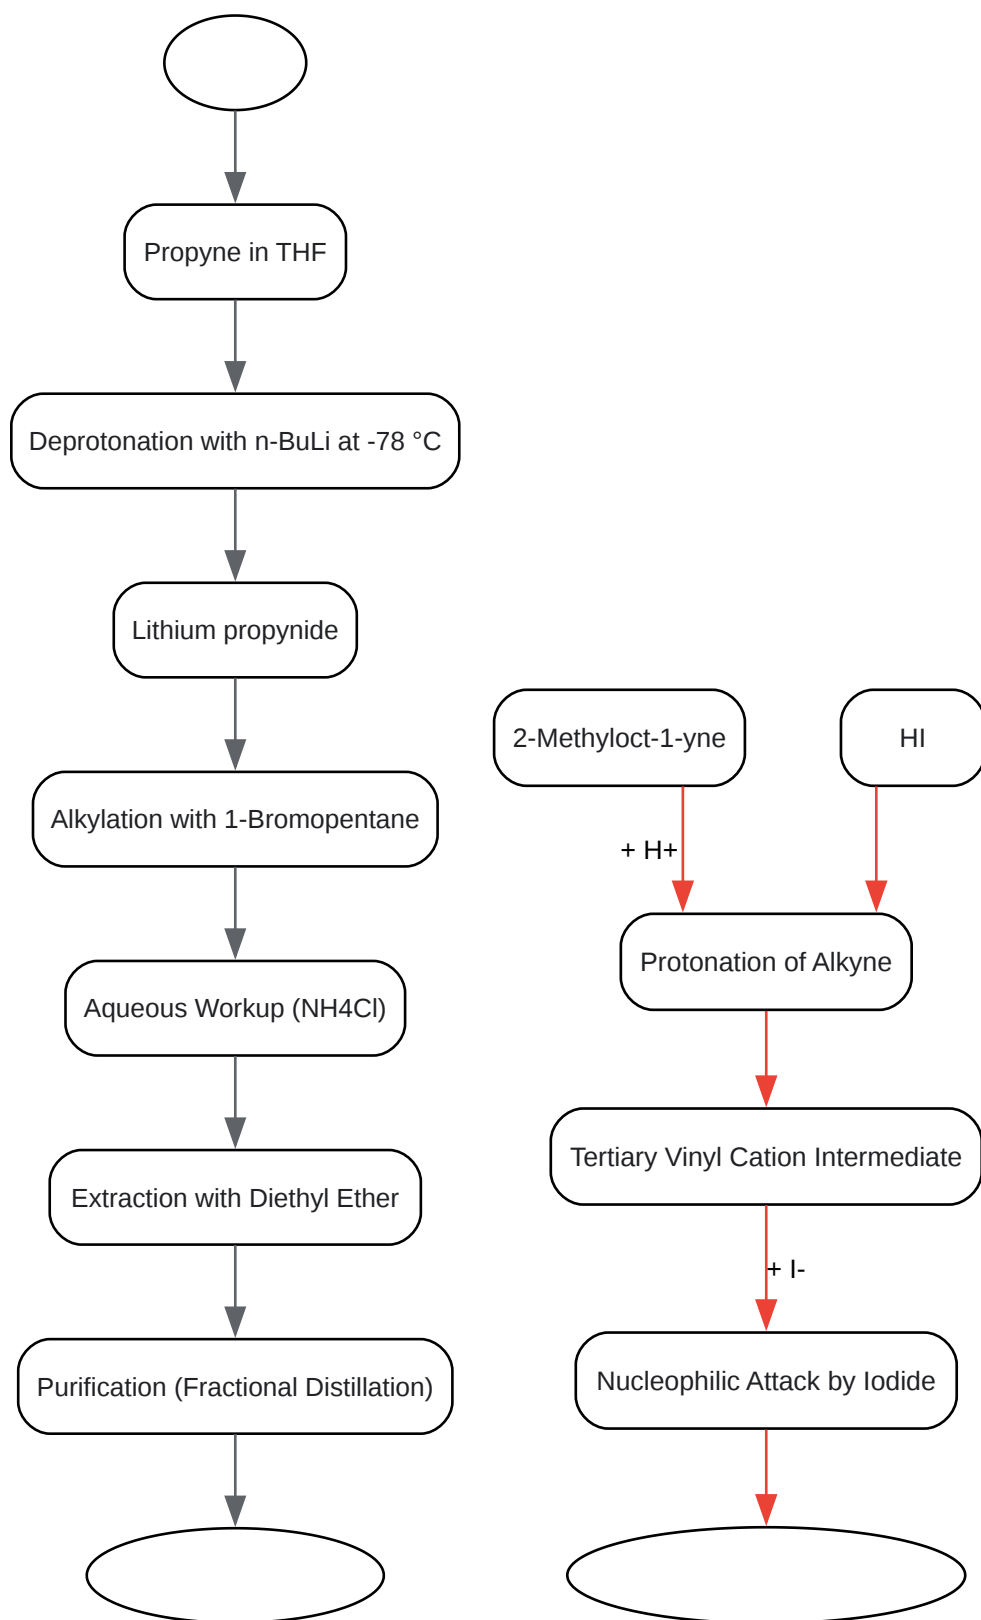 Propyne in THF
Deprotonation with n-BuLi at -78 °C
Lithium propynide
Alkylation with 1-Bromopentane
Aqueous Workup (NH4Cl)
Extraction with Diethyl Ether
Purification (Fractional Distillation)
2-Methyloct-1-yne
HI
+ H+
Protonation of Alkyne
Tertiary Vinyl Cation Intermediate
+ I-
Nucleophilic Attack by Iodide